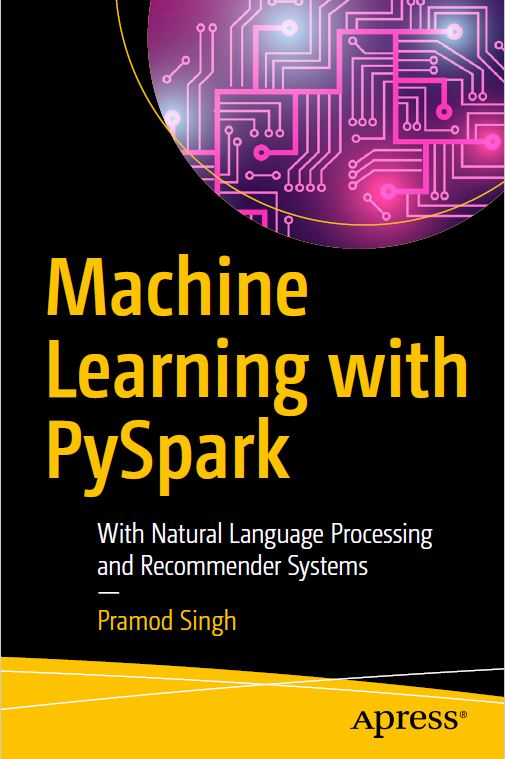 Machine
Learning with
PySpark
With Natural Language Processing
and Recommender Systems
—
Pramod Singh
Apress®